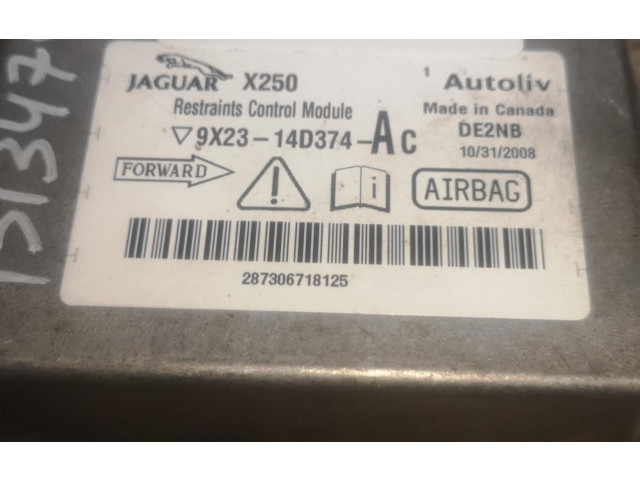 JAGUAR X250
Restraints Control Module
9X23-14D374-AC
FORWARD
1 Autoliv
Made in Canada
DE2NB
10/31/2008
i
AIRBAG
287306718125